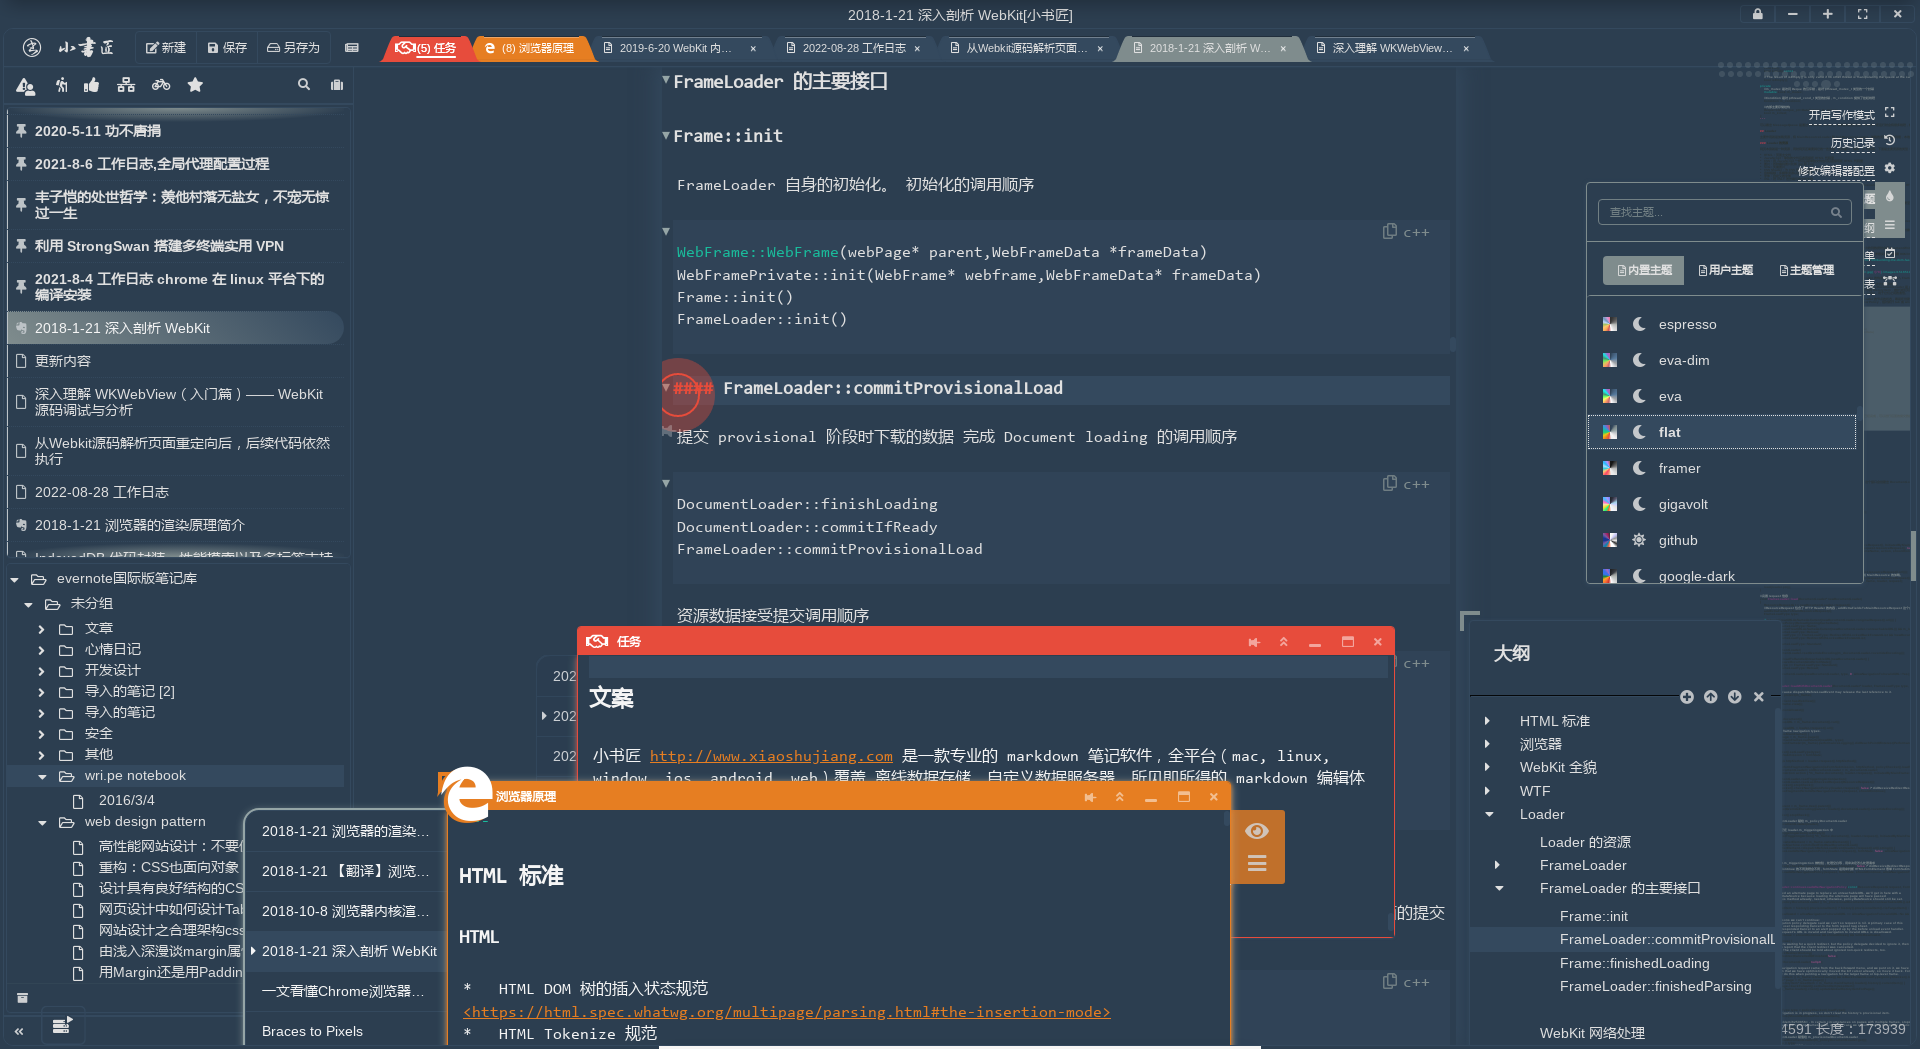 2018-1-21 深入剖析 WebKit[小书匠]
小書匠
新建
保存
另存为
(5) 任务
(8) 浏览器原理
2019-6-20 WebKit 内...
2022-08-28 工作日志
从Webkit源码解析页面...
2018-1-21 深入剖析 W...
深入理解 WKWebView...
2020-5-11 功不唐捐
2021-8-6 工作日志,全局代理配置过程
丰子恺的处世哲学：羡他村落无盐女，不宠无惊
过一生
利用 StrongSwan 搭建多终端实用 VPN
2021-8-4 工作日志 chrome 在 linux 平台下的
编译安装
2018-1-21 深入剖析 WebKit
更新内容
深入理解 WKWebView（入门篇）—— WebKit
源码调试与分析
从Webkit源码解析页面重定向后，后续代码依然
执行
2022-08-28 工作日志
2018-1-21 浏览器的渲染原理简介
evernote国际版笔记库
未分组
文章
心情日记
开发设计
导入的笔记 [2]
导入的笔记
安全
其他
wri.pe notebook
2016/3/4
web design pattern
高性能网站设计：不要使
重构：CSS也面向对象
设计具有良好结构的CS
网页设计中如何设计Tab
网站设计之合理架构css
由浅入深漫谈margin属
用Margin还是用Paddin
FrameLoader 的主要接口
Frame::init
FrameLoader 自身的初始化。 初始化的调用顺序
c++
WebFrame::WebFrame(webPage* parent,WebFrameData *frameData)
WebFramePrivate::init(WebFrame* webframe,WebFrameData* frameData)
Frame::init()
FrameLoader::init()
#### FrameLoader::commitProvisionalLoad
提交 provisional 阶段时下载的数据 完成 Document loading 的调用顺序
c++
DocumentLoader::finishLoading
DocumentLoader::commitIfReady
FrameLoader::commitProvisionalLoad
资源数据接受提交调用顺序
c++
的提交
c++
202
202
202
任务
文案
小书匠 http://www.xiaoshujiang.com 是一款专业的 markdown 笔记软件，全平台（mac, linux,
window, ios, android, web）覆盖,离线数据存储，自定义数据服务器，所见即所得的 markdown 编辑体
2018-1-21 浏览器的渲染...
2018-1-21 【翻译】浏览...
2018-10-8 浏览器内核渲...
2018-1-21 深入剖析 WebKit
一文看懂Chrome浏览器...
Braces to Pixels
浏览器原理
HTML 标准
HTML
* HTML DOM 树的插入状态规范
<https://html.spec.whatwg.org/multipage/parsing.html#the-insertion-mode>
* HTML Tokenize 规范
开启写作模式
历史记录
修改编辑器配置
题
纲
单
表
查找主题...
内置主题
用户主题
主题管理
espresso
eva-dim
eva
flat
framer
gigavolt
github
google-dark
大纲
HTML 标准
浏览器
WebKit 全貌
WTF
Loader
Loader 的资源
FrameLoader
FrameLoader 的主要接口
Frame::init
FrameLoader::commitProvisionalL
Frame::finishedLoading
FrameLoader::finishedParsing
WebKit 网络处理
4591 长度：173939